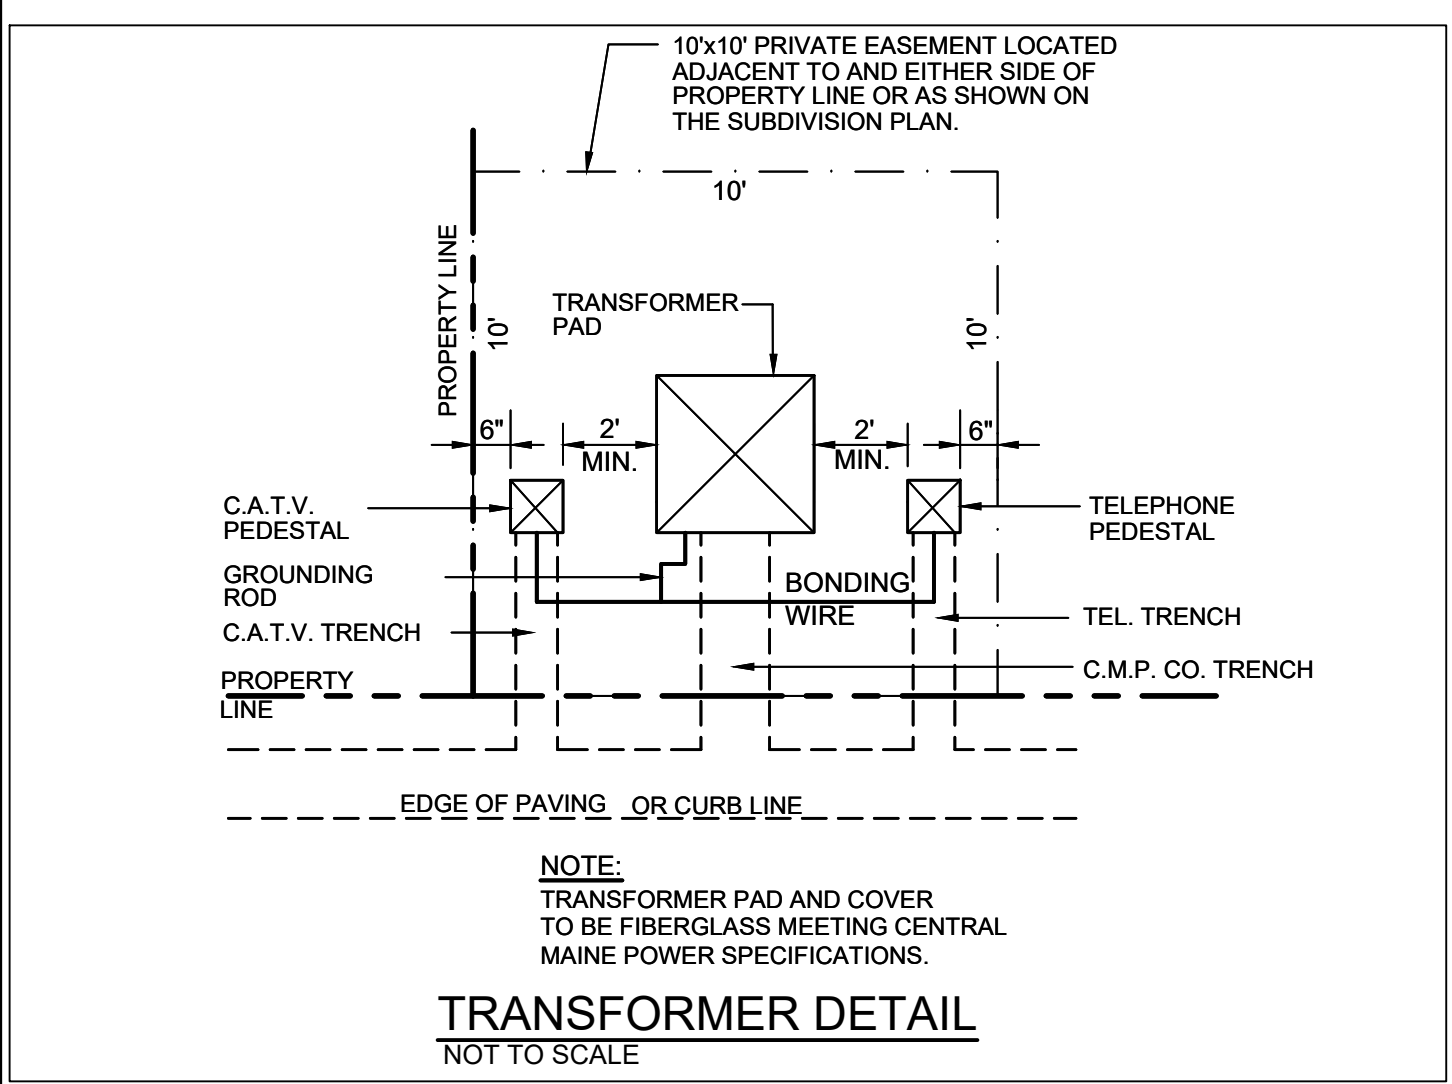 10'x10' PRIVATE EASEMENT LOCATED
ADJACENT TO AND EITHER SIDE OF
PROPERTY LINE OR AS SHOWN ON
THE SUBDIVISION PLAN.
10'
PROPERTY LINE
10'
10'
TRANSFORMER
PAD
6"
2'
MIN.
2'
MIN.
6"
C.A.T.V.
PEDESTAL
TELEPHONE
PEDESTAL
GROUNDING
ROD
BONDING
WIRE
C.A.T.V. TRENCH
TEL. TRENCH
C.M.P. CO. TRENCH
PROPERTY
LINE
EDGE OF PAVING OR CURB LINE
NOTE:
TRANSFORMER PAD AND COVER
TO BE FIBERGLASS MEETING CENTRAL
MAINE POWER SPECIFICATIONS.
TRANSFORMER DETAIL
NOT TO SCALE